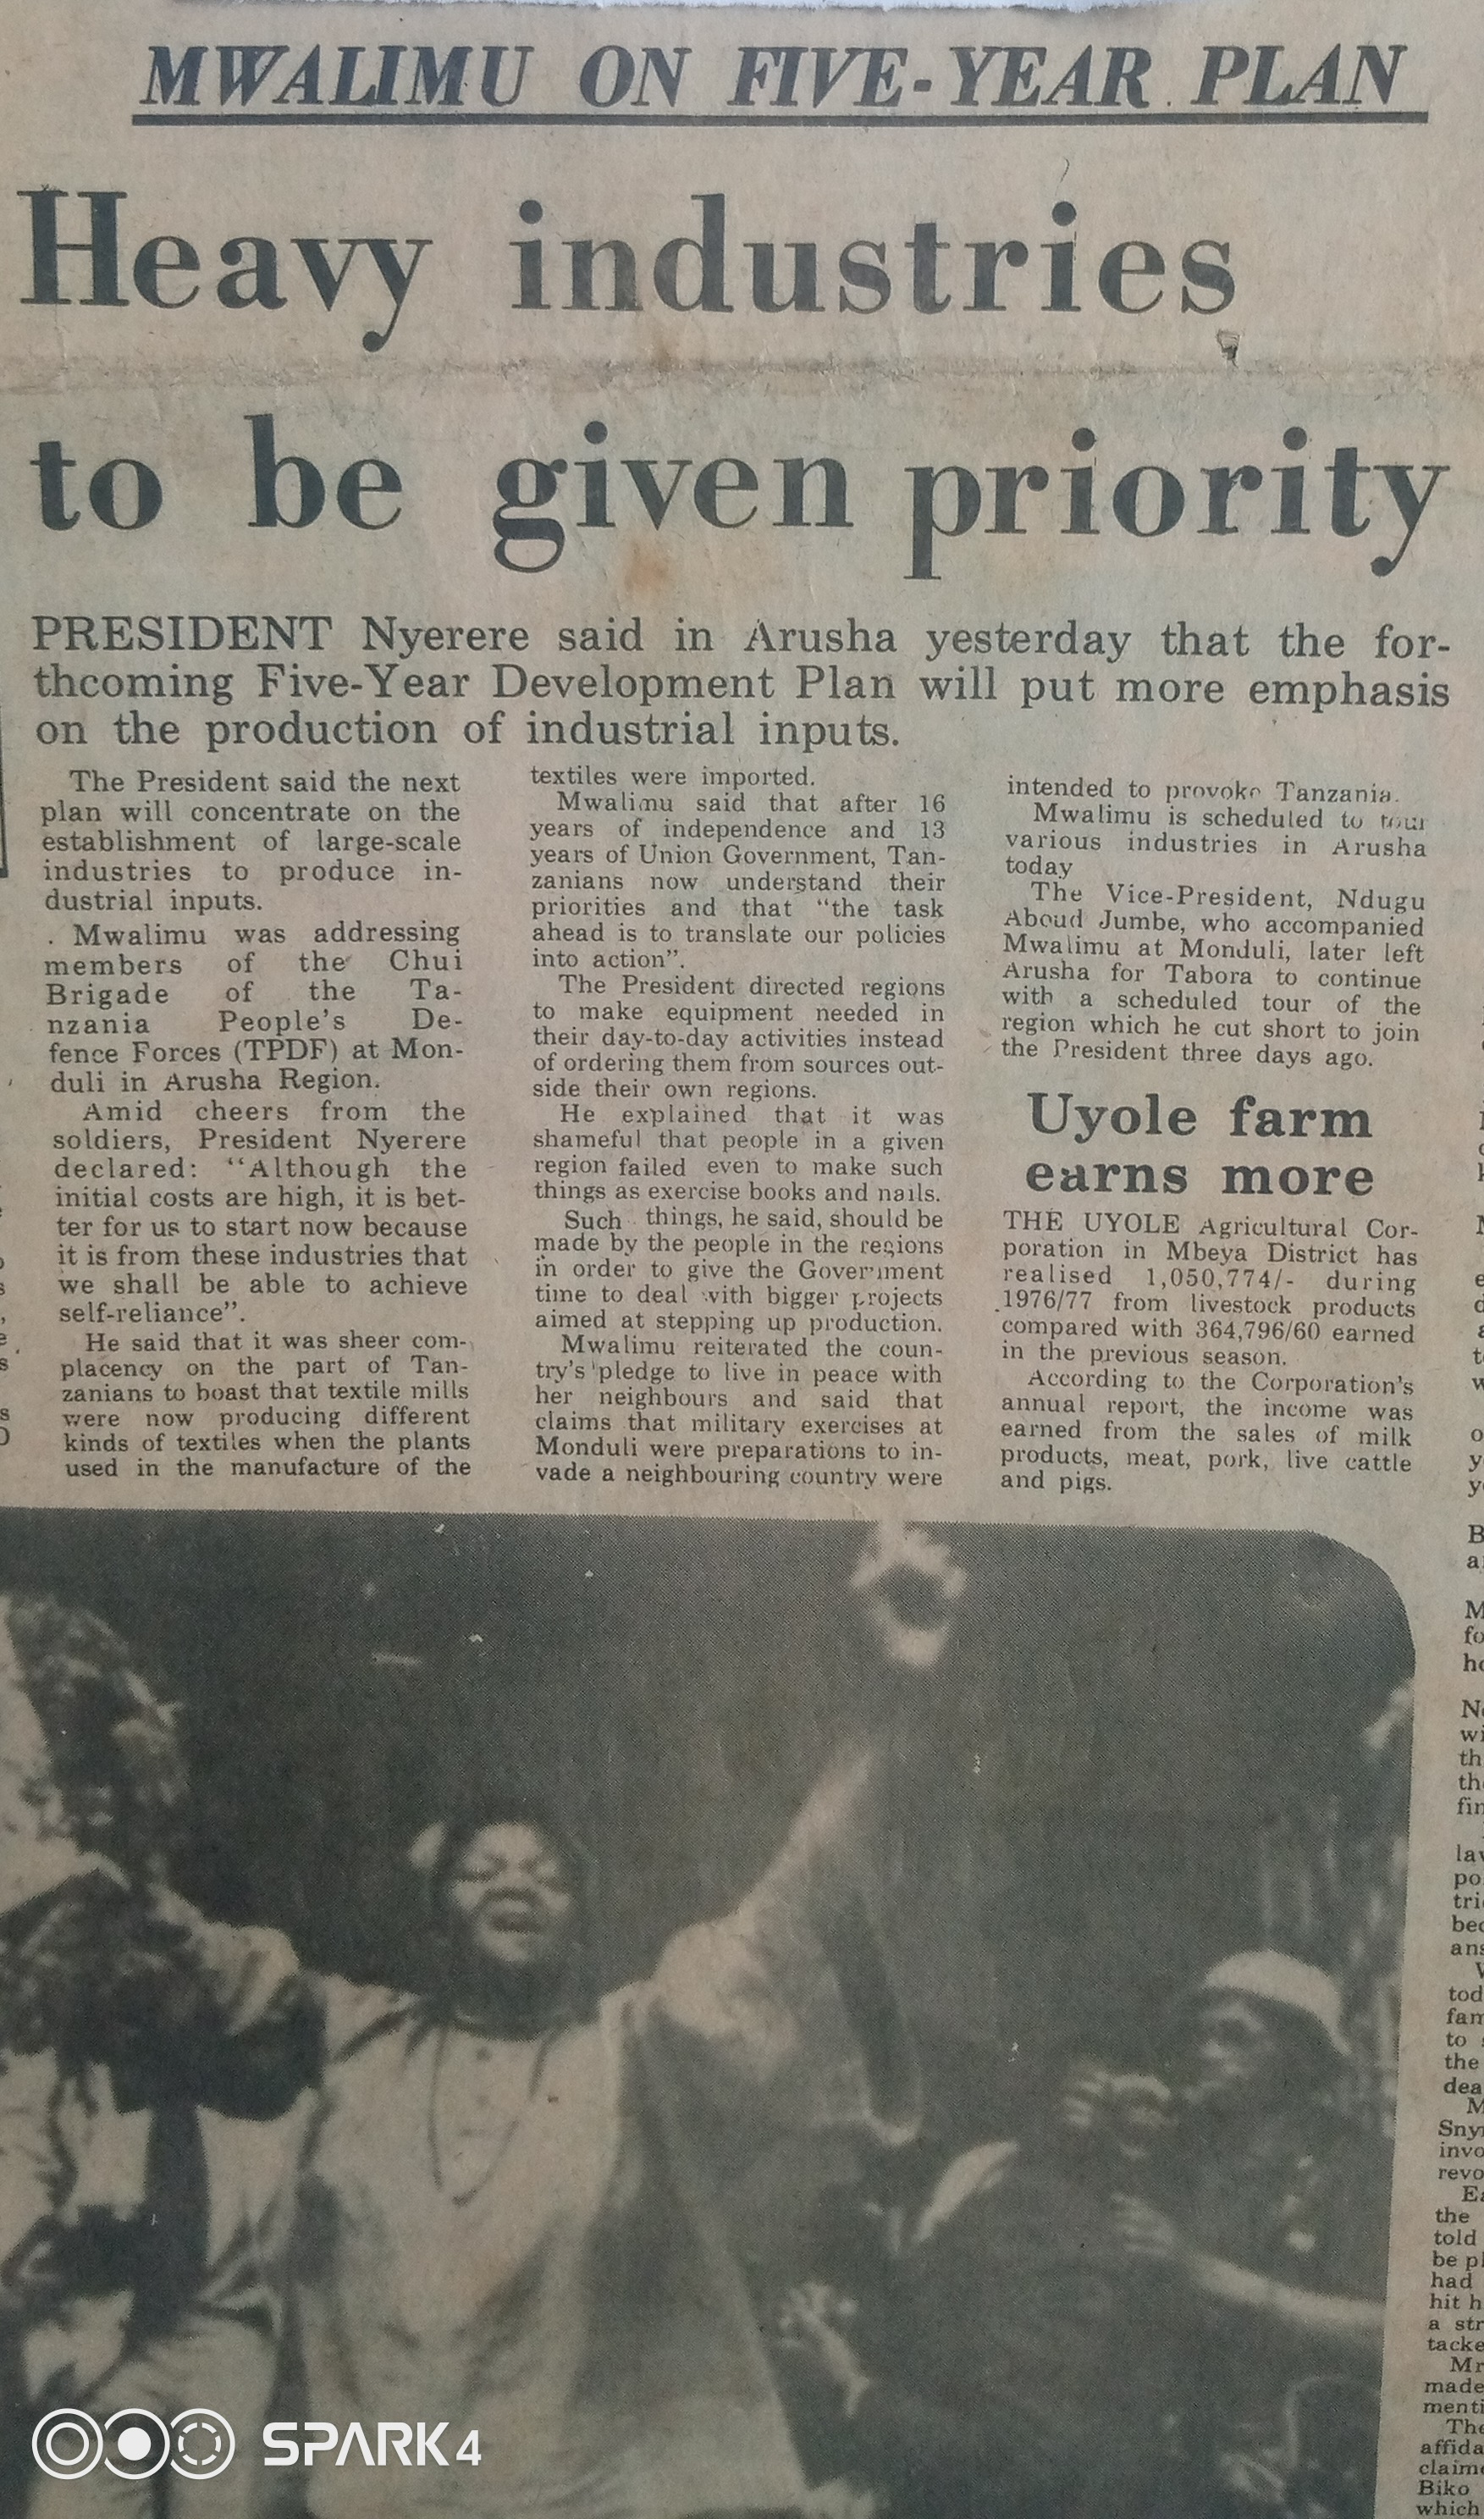 MWALIMU ON FIVE-YEAR PLAN
Heavy industries
to be given priority
PRESIDENT Nyerere said in Arusha yesterday that the for-
thcoming Five-Year Development Plan will put more emphasis
on the production of industrial inputs.
The President said the next
plan will concentrate on the
establishment of large-scale
industries to produce in-
dustrial inputs.
. Mwalimu was addressing
members of the Chui
Brigade of the Ta-
nzania People's De-
fence Forces (TPDF) at Mon-
duli in Arusha Region.
Amid cheers from the
soldiers, President Nyerere
declared: "Although the
initial costs are high, it is bet-
ter for us to start now because
it is from these industries that
we shall be able to achieve
self-reliance".
He said that it was sheer com-
placency on the part of Tan-
zanians to boast that textile mills
were now producing different
kinds of textiles when the plants
used in the manufacture of the
textiles were imported.
Mwalimu said that after 16
years of independence and 13
years of Union Government, Tan-
zanians now understand their
priorities and that "the task
ahead is to translate our policies
into action".
The President directed regions
to make equipment needed in
their day-to-day activities instead
of ordering them from sources out-
side their own regions.
He explained that it was
shameful that people in a given
region failed even to make such
things as exercise books and nails.
Such things, he said, should be
made by the people in the regions
in order to give the Government
time to deal with bigger projects
aimed at stepping up production.
Mwalimu reiterated the coun-
try's pledge to live in peace with
her neighbours and said that
claims that military exercises at
Monduli were preparations to in-
vade a neighbouring country were
intended to provoke Tanzania.
Mwalimu is scheduled to tour
various industries in Arusha
today
The Vice-President, Ndugu
Aboud Jumbe, who accompanied
Mwalimu at Monduli, later left
Arusha for Tabora to continue
with a scheduled tour of the
region which he cut short to join
the President three days ago.
Uyole farm
earns more
THE UYOLE Agricultural Cor-
poration in Mbeya District has
realised 1,050,774/- during
1976/77 from livestock products
compared with 364,796/60 earned
in the previous season.
According to the Corporation's
annual report, the income was
earned from the sales of milk
products, meat, pork, live cattle
and pigs.
to
the
told
had
made
Biko
which
SPARK 4